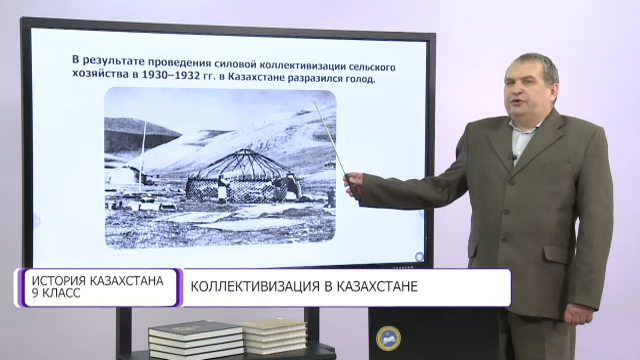 В результате проведения силовой коллективизации сельского
хозяйства в 1930–1932 гг. в Казахстане разразился голод.
ИСТОРИЯ КАЗАХСТАНА
9 КЛАСС
КОЛЛЕКТИВИЗАЦИЯ В КАЗАХСТАНЕ